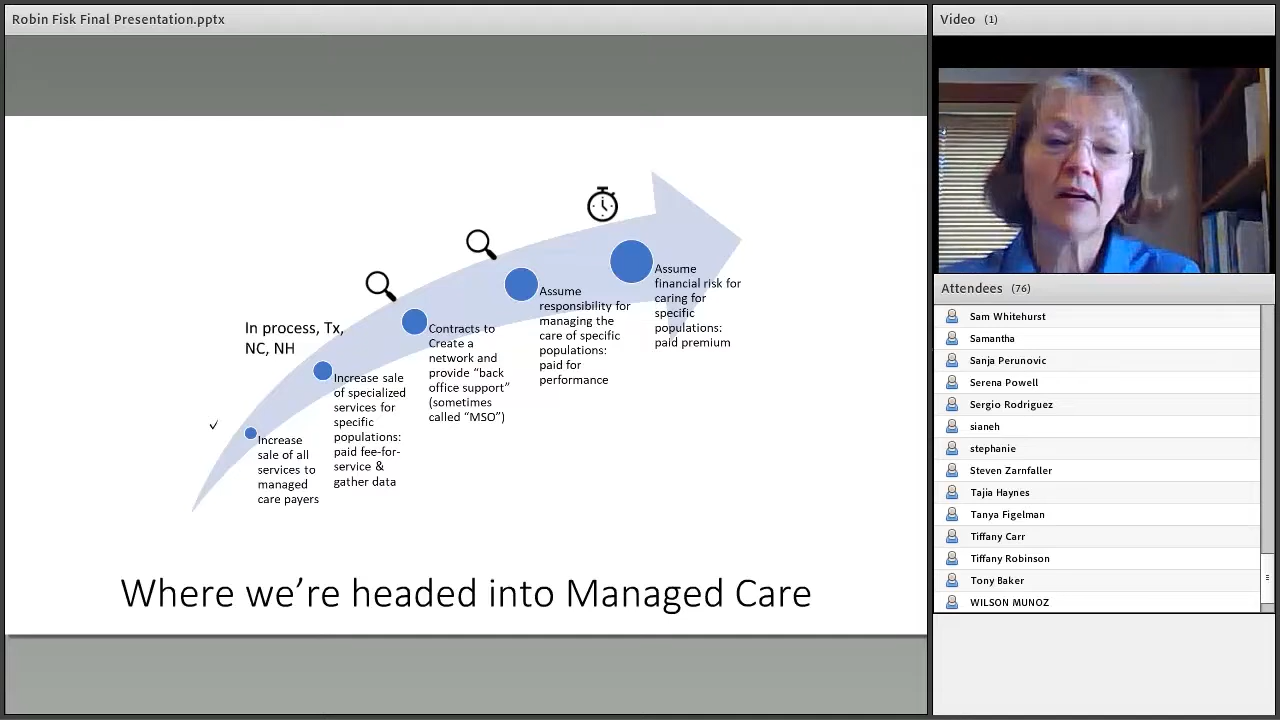 Robin Fisk Final Presentation.pptx
In process, Tx,
NC, NH
✓
Increase
sale of all
services to
managed
care payers
Increase sale
of specialized
services for
specific
populations:
paid fee-for-
service &
gather data
Contracts to
Create a
network and
provide “back
office support”
(sometimes
called “MSO”)
Assume
responsibility for
managing the
care of specific
populations:
paid for
performance
Assume
financial risk for
caring for
specific
populations:
paid premium
Where we’re headed into Managed Care
Video (1)
Attendees (76)
Sam Whitehurst
Samantha
Sanja Perunovic
Serena Powell
Sergio Rodriguez
sianeh
stephanie
Steven Zarnfaller
Tajia Haynes
Tanya Figelman
Tiffany Carr
Tiffany Robinson
Tony Baker
WILSON MUNOZ